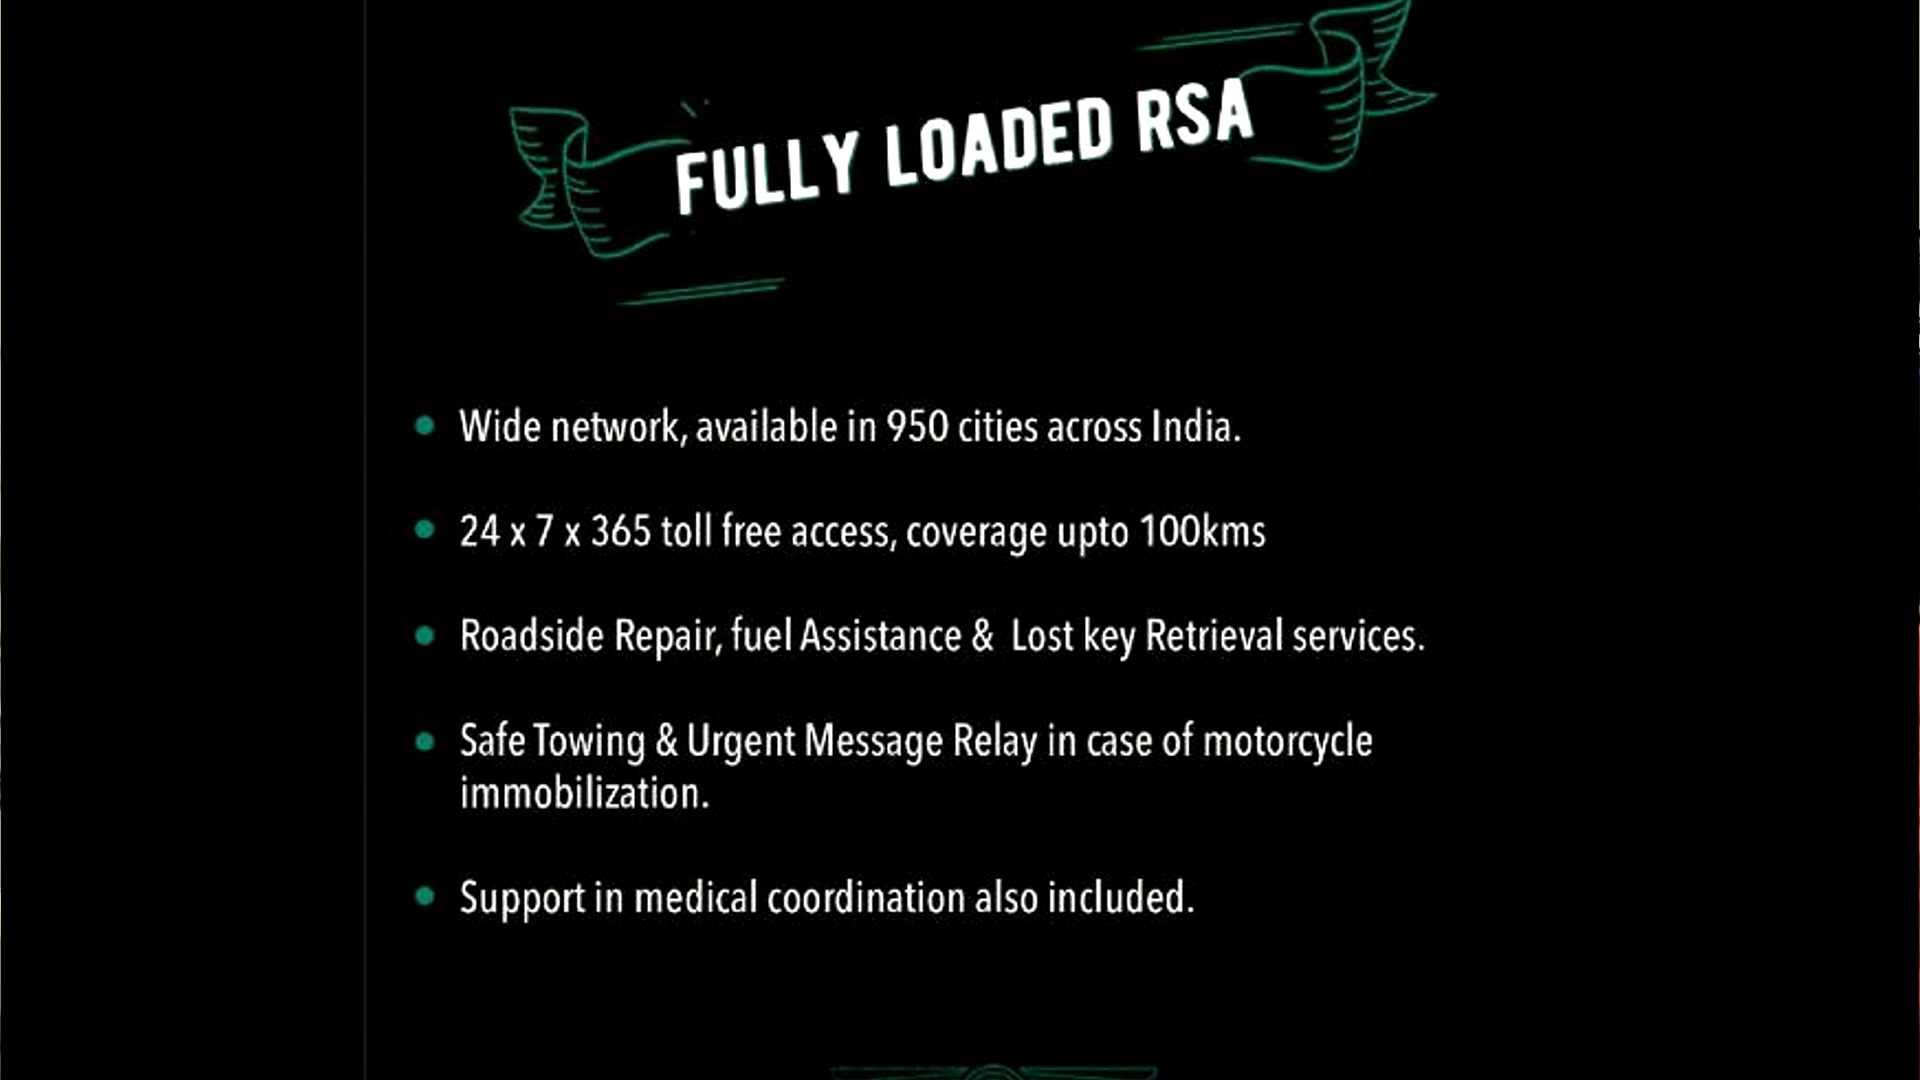 FULLY LOADED RSA
Wide network, available in 950 cities across India.
24 x 7 x 365 toll free access, coverage upto 100kms
Roadside Repair, fuel Assistance &  Lost key Retrieval services.
Safe Towing & Urgent Message Relay in case of motorcycle
immobilization.
Support in medical coordination also included.